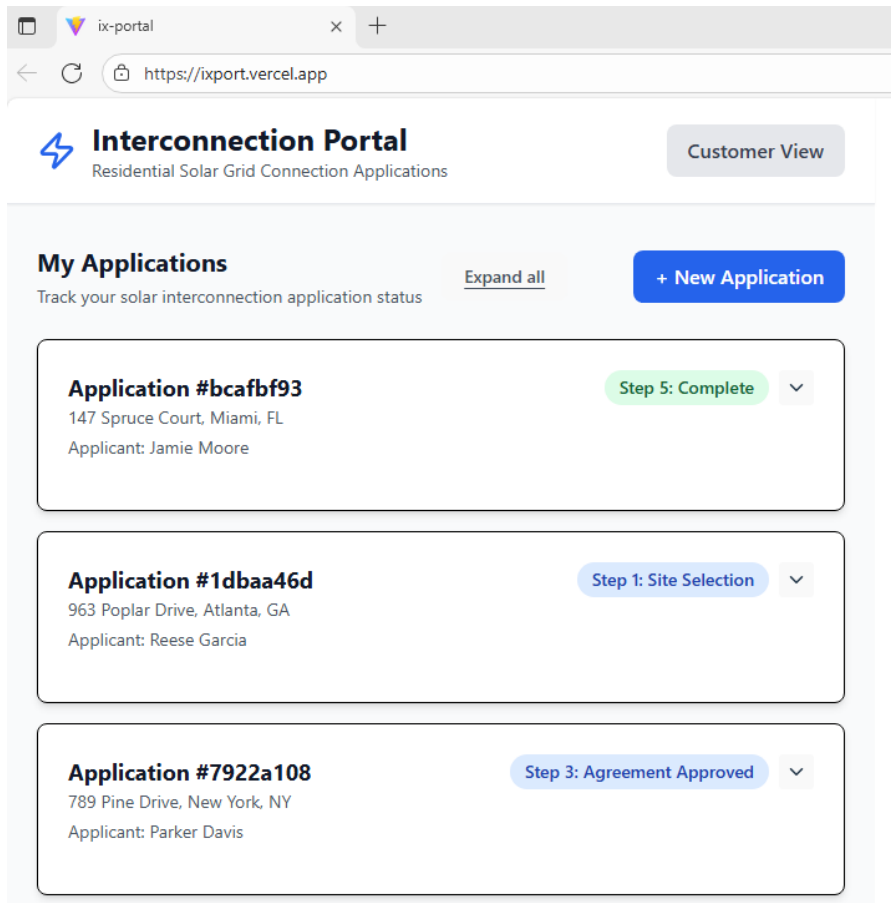 ix-portal
https://ixport.vercel.app
Interconnection Portal
Residential Solar Grid Connection Applications
Customer View
My Applications
Track your solar interconnection application status
Expand all
+ New Application
Application #bcafbf93
147 Spruce Court, Miami, FL
Applicant: Jamie Moore
Step 5: Complete
Application #1dbaa46d
963 Poplar Drive, Atlanta, GA
Applicant: Reese Garcia
Step 1: Site Selection
Application #7922a108
789 Pine Drive, New York, NY
Applicant: Parker Davis
Step 3: Agreement Approved